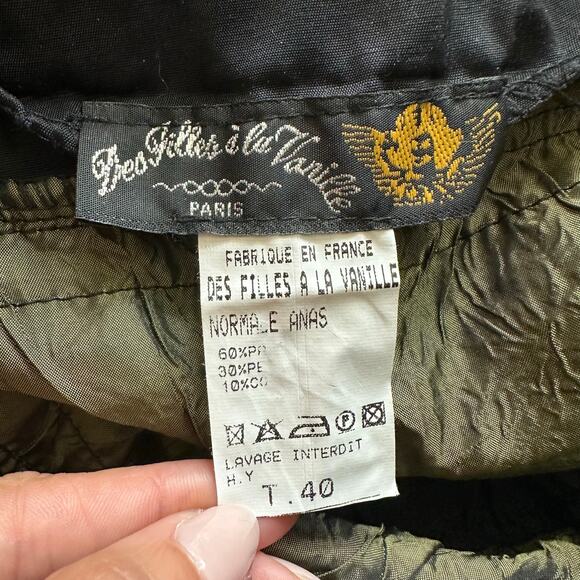 Des Filles à la Vanille
PARIS
FABRIQUE EN FRANCE
DES FILLES A LA VANILLE
NORMALE ANAS
60%PA
30%PE
10%CO
LAVAGE INTERDIT
H.Y
T.40